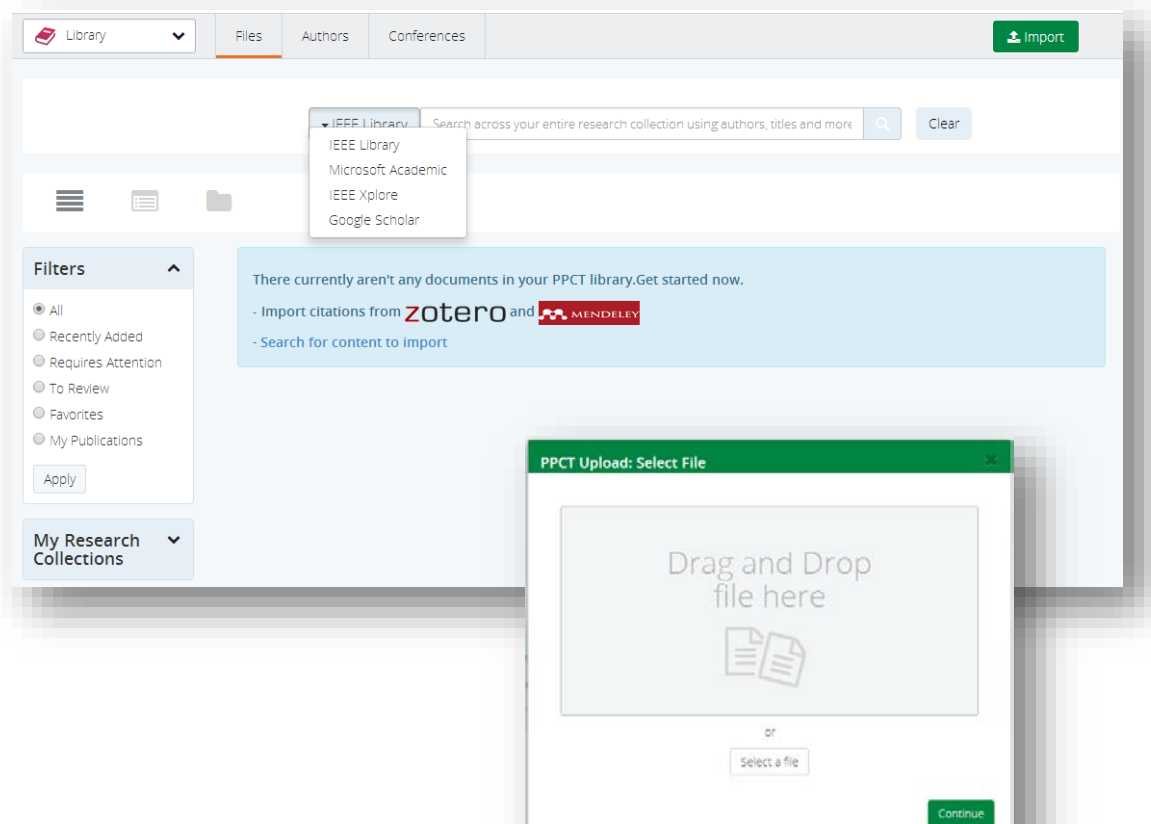 Library
Files
Authors
Conferences
Import
IEEE Library
Search across your entire research collection using authors, titles and more
Clear
IEEE Library
Microsoft Academic
IEEE Xplore
Google Scholar
Filters
All
Recently Added
Requires Attention
To Review
Favorites
My Publications
Apply
My Research
Collections
There currently aren't any documents in your PPCT library.Get started now.
- Import citations from zotero and MENDELEY
- Search for content to import
PPCT Upload: Select File
Drag and Drop
file here
or
Select a file
Continue